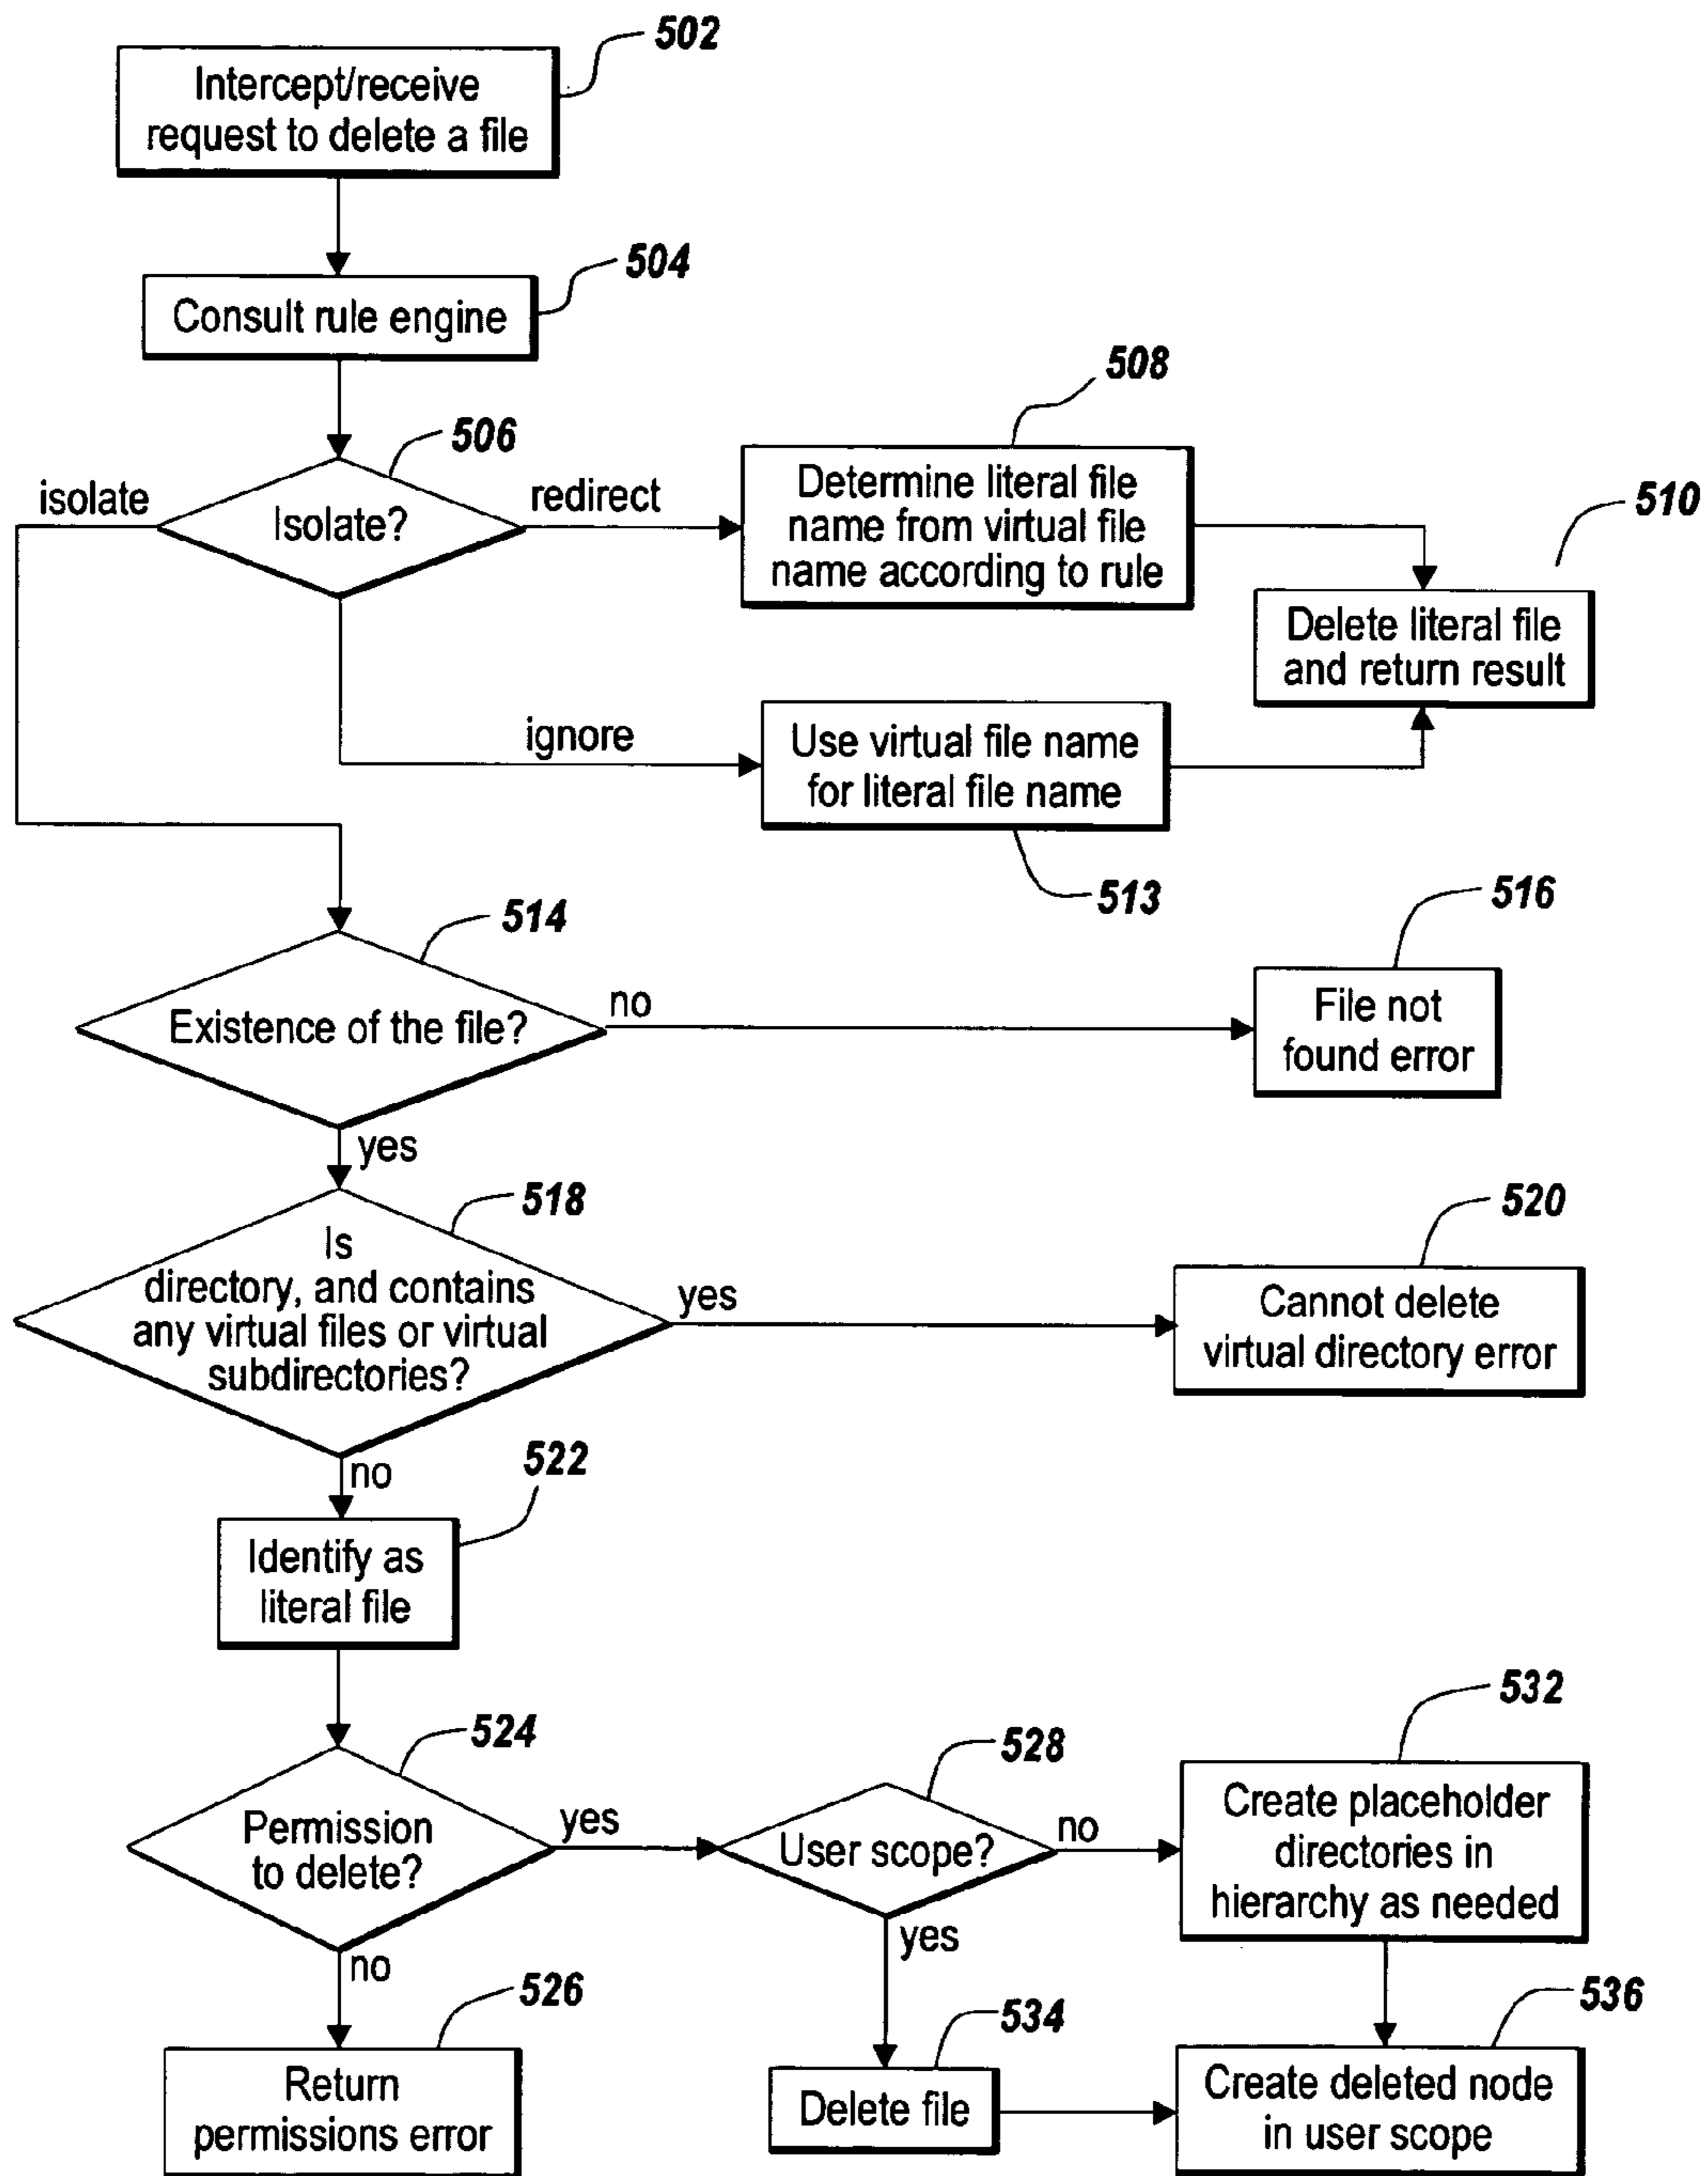 502
Intercept/receive
request to delete a file
504
Consult rule engine
508
506
isolate
redirect
Isolate?
Determine literal file
name from virtual file
name according to rule
510
Delete literal file
and return result
ignore
Use virtual file name
for literal file name
513
514
516
Existence of the file?
no
File not
found error
yes
518
520
Is
directory, and contains
any virtual files or virtual
subdirectories?
yes
Cannot delete
virtual directory error
no
522
Identify as
literal file
532
524
528
Permission
to delete?
yes
User scope?
no
Create placeholder
directories in
hierarchy as needed
yes
no
526
534
536
Return
permissions error
Delete file
Create deleted node
in user scope